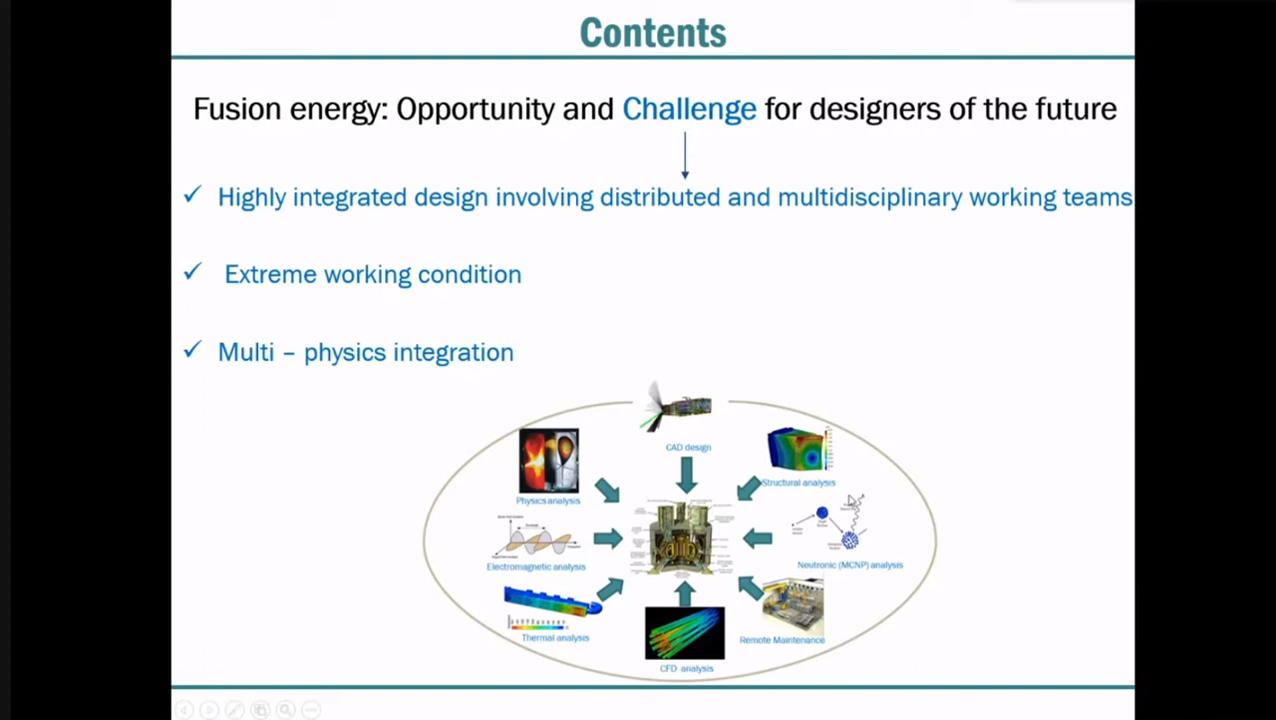 Contents
Fusion energy: Opportunity and Challenge for designers of the future
✓ Highly integrated design involving distributed and multidisciplinary working teams
✓ Extreme working condition
✓ Multi – physics integration
CAD design
Structural analysis
Physics analysis
Electromagnetic analysis
Neutronic (MCNP) analysis
Thermal analysis
Remote Maintenance
CFD analysis